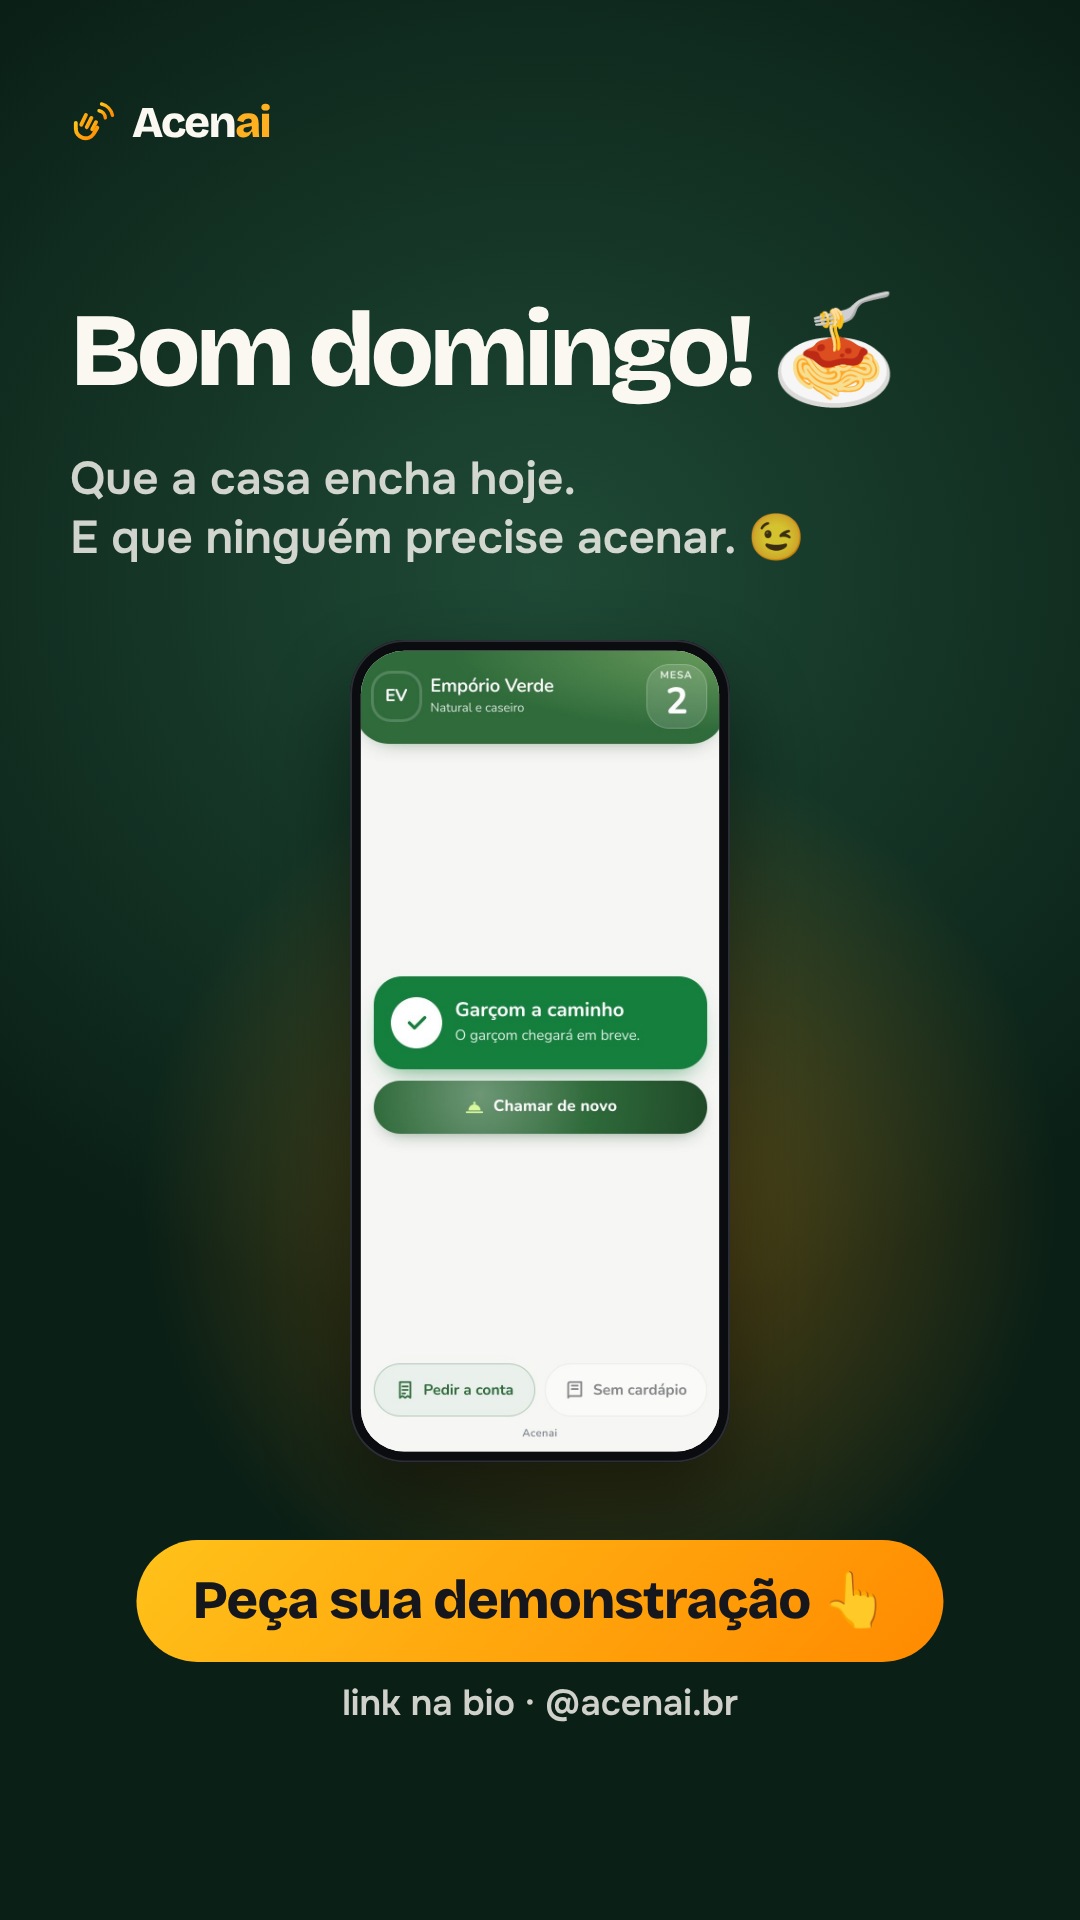 Acenai
Bom domingo! 🍝
Que a casa encha hoje.
E que ninguém precise acenar. 😉
EV
Empório Verde
Natural e caseiro
MESA
2
Garçom a caminho
O garçom chegará em breve.
Chamar de novo
Pedir a conta
Sem cardápio
Acenai
Peça sua demonstração 👆
link na bio · @acenai.br